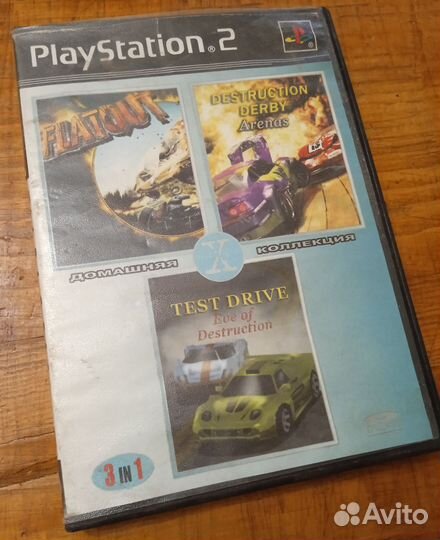 PlayStation®2
FLATOUT
DESTRUCTION
DERBY
Arenas
ДОМАШНЯЯ
X
КОЛЛЕКЦИЯ
TEST DRIVE
Eve of
Destruction
3 IN 1
Avito